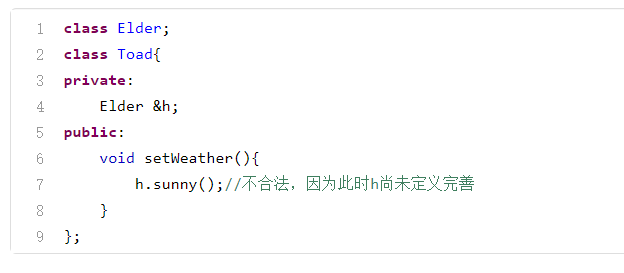 1 class Elder;
2 class Toad{
3 private:
4     Elder &h;
5 public:
6     void setWeather(){
7         h.sunny();//不合法，因为此时h尚未定义完善
8     }
9 };